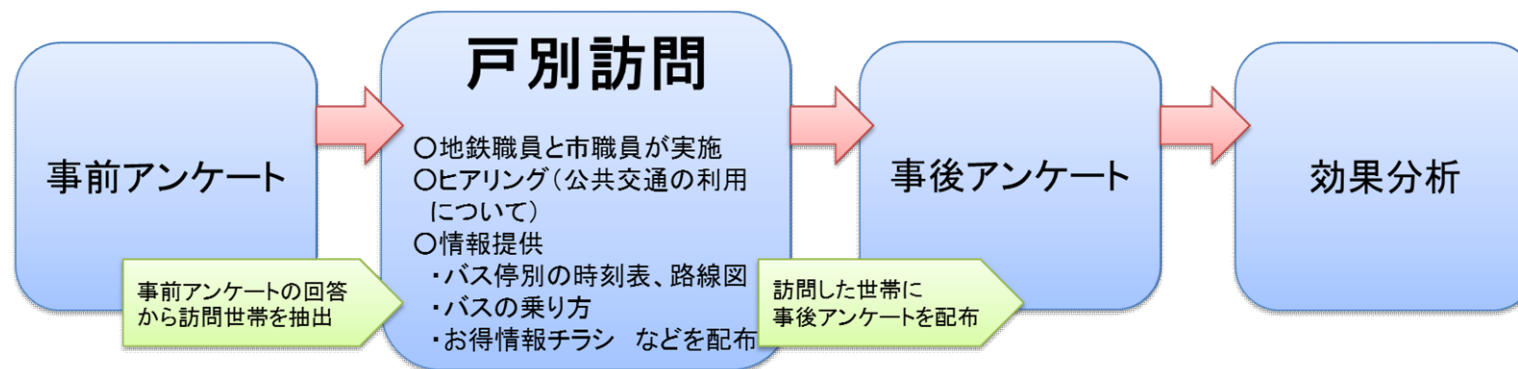 事前アンケート
事前アンケートの回答
から訪問世帯を抽出
戸別訪問
○地鉄職員と市職員が実施
○ヒアリング（公共交通の利用
について）
○情報提供
・バス停別の時刻表、路線図
・バスの乗り方
・お得情報チラシ　などを配布
訪問した世帯に
事後アンケートを配布
事後アンケート
効果分析